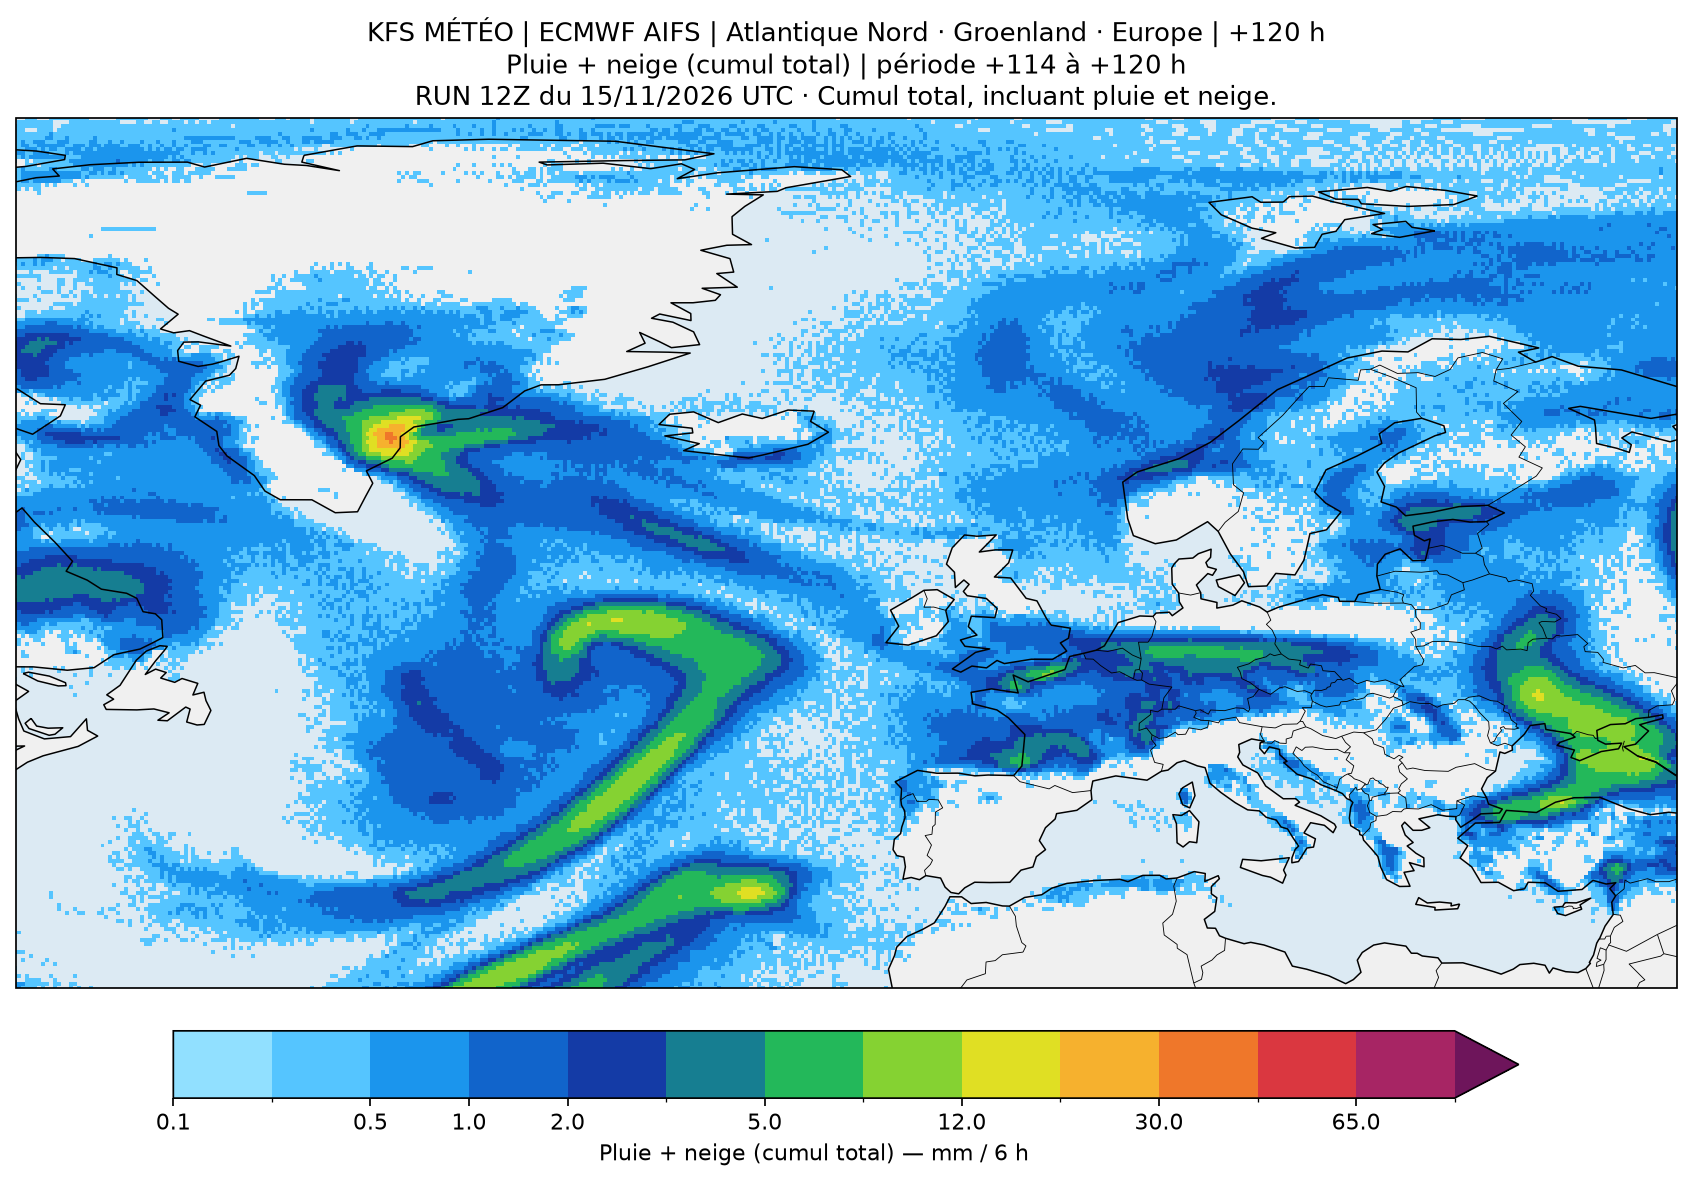 KFS MÉTÉO | ECMWF AIFS | Atlantique Nord · Groenland · Europe | +120 h
Pluie + neige (cumul total) | période +114 à +120 h
RUN 12Z du 15/11/2026 UTC · Cumul total, incluant pluie et neige.
0.1 0.5 1.0 2.0 5.0 12.0 30.0 65.0
Pluie + neige (cumul total) — mm / 6 h